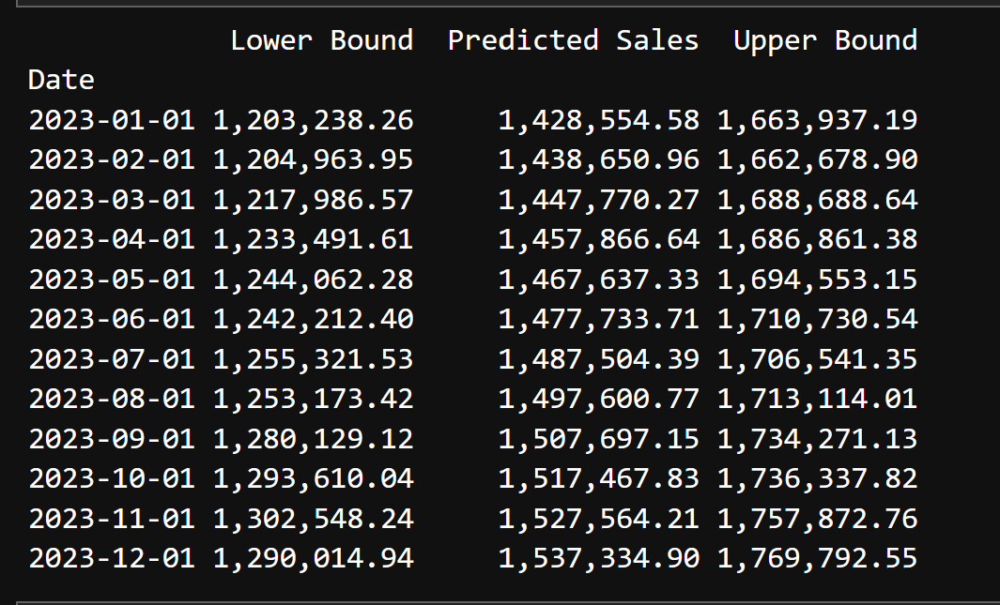 Lower Bound Predicted Sales Upper Bound
Date
2023-01-01 1,203,238.26 1,428,554.58 1,663,937.19
2023-02-01 1,204,963.95 1,438,650.96 1,662,678.90
2023-03-01 1,217,986.57 1,447,770.27 1,688,688.64
2023-04-01 1,233,491.61 1,457,866.64 1,686,861.38
2023-05-01 1,244,062.28 1,467,637.33 1,694,553.15
2023-06-01 1,242,212.40 1,477,733.71 1,710,730.54
2023-07-01 1,255,321.53 1,487,504.39 1,706,541.35
2023-08-01 1,253,173.42 1,497,600.77 1,713,114.01
2023-09-01 1,280,129.12 1,507,697.15 1,734,271.13
2023-10-01 1,293,610.04 1,517,467.83 1,736,337.82
2023-11-01 1,302,548.24 1,527,564.21 1,757,872.76
2023-12-01 1,290,014.94 1,537,334.90 1,769,792.55